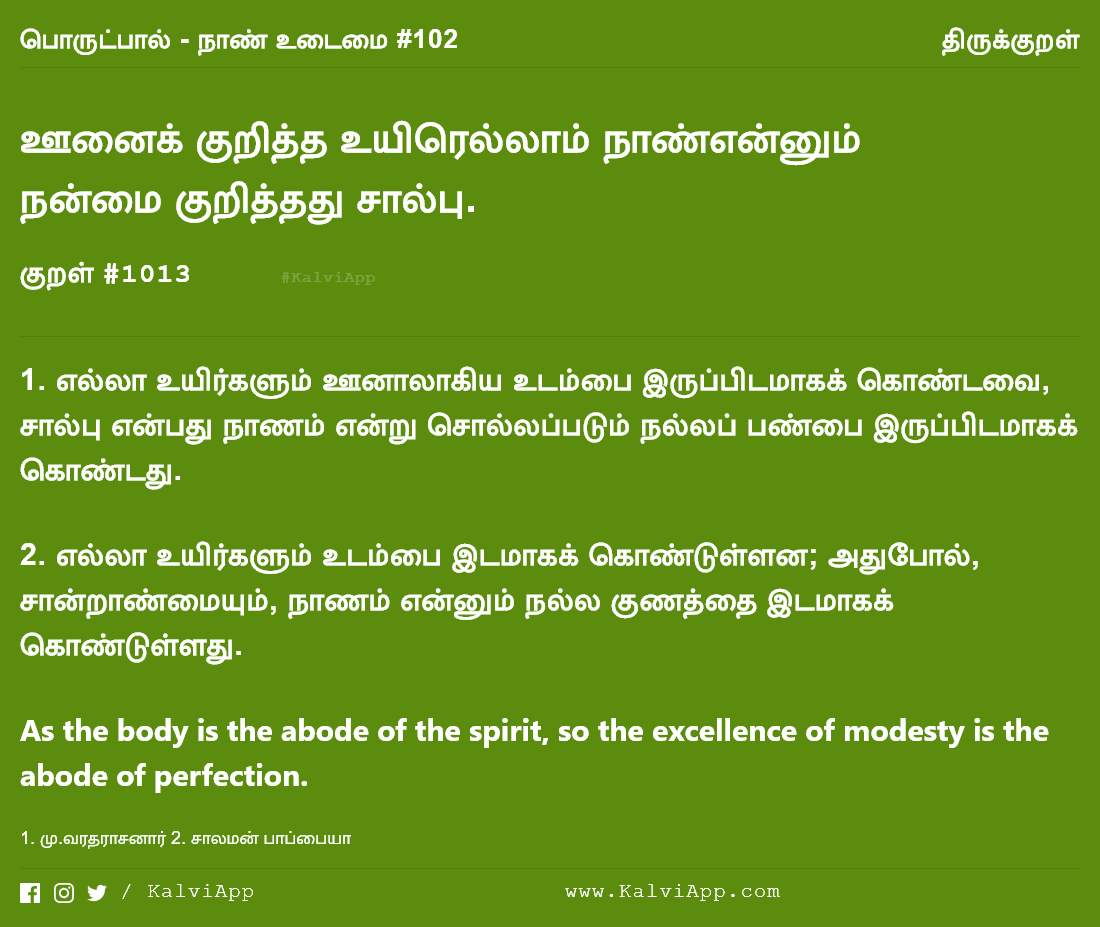 பொருட்பால் - நாண் உடைமை #102 திருக்குறள்
ஊனைக் குறித்த உயிரெல்லாம் நாண்என்னும்
நன்மை குறித்தது சால்பு.
குறள் #1013 #KalviApp
1. எல்லா உயிர்களும் ஊனாலாகிய உடம்பை இருப்பிடமாகக் கொண்டவை,
சால்பு என்பது நாணம் என்று சொல்லப்படும் நல்லப் பண்பை இருப்பிடமாகக்
கொண்டது.
2. எல்லா உயிர்களும் உடம்பை இடமாகக் கொண்டுள்ளன; அதுபோல்,
சான்றாண்மையும், நாணம் என்னும் நல்ல குணத்தை இடமாகக்
கொண்டுள்ளது.
As the body is the abode of the spirit, so the excellence of modesty is the
abode of perfection.
1. மு.வரதராசனார் 2. சாலமன் பாப்பையா
/ KalviApp www.KalviApp.com